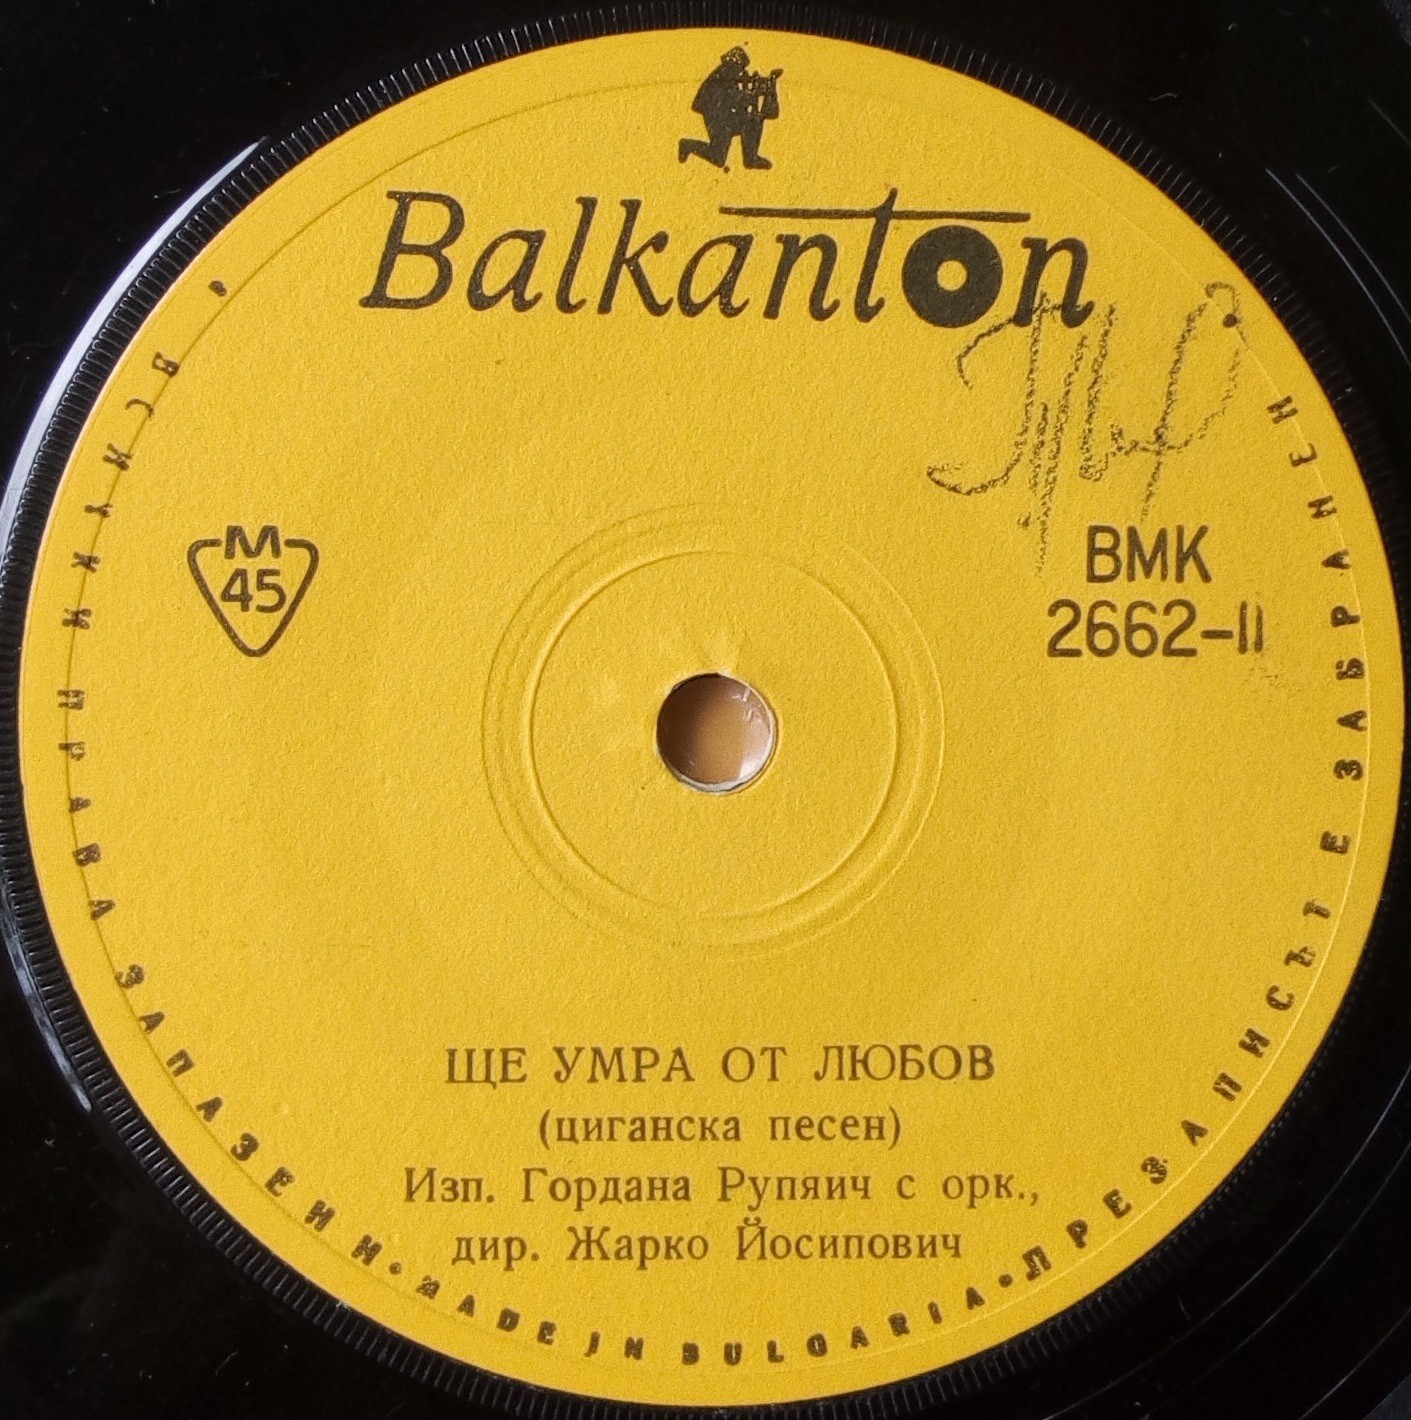 Balkanton
M
45
ВМК
2662-II
ЩЕ УМРА ОТ ЛЮБОВ
(циганска песен)
Изп. Гордана Рупяич с орк.,
дир. Жарко Йосипович
• ВСИЧКИ ПРАВА ЗАПАЗЕНИ • MADE IN BULGARIA • ПРЕЗАПИСЪТ Е ЗАБРАНЕН •